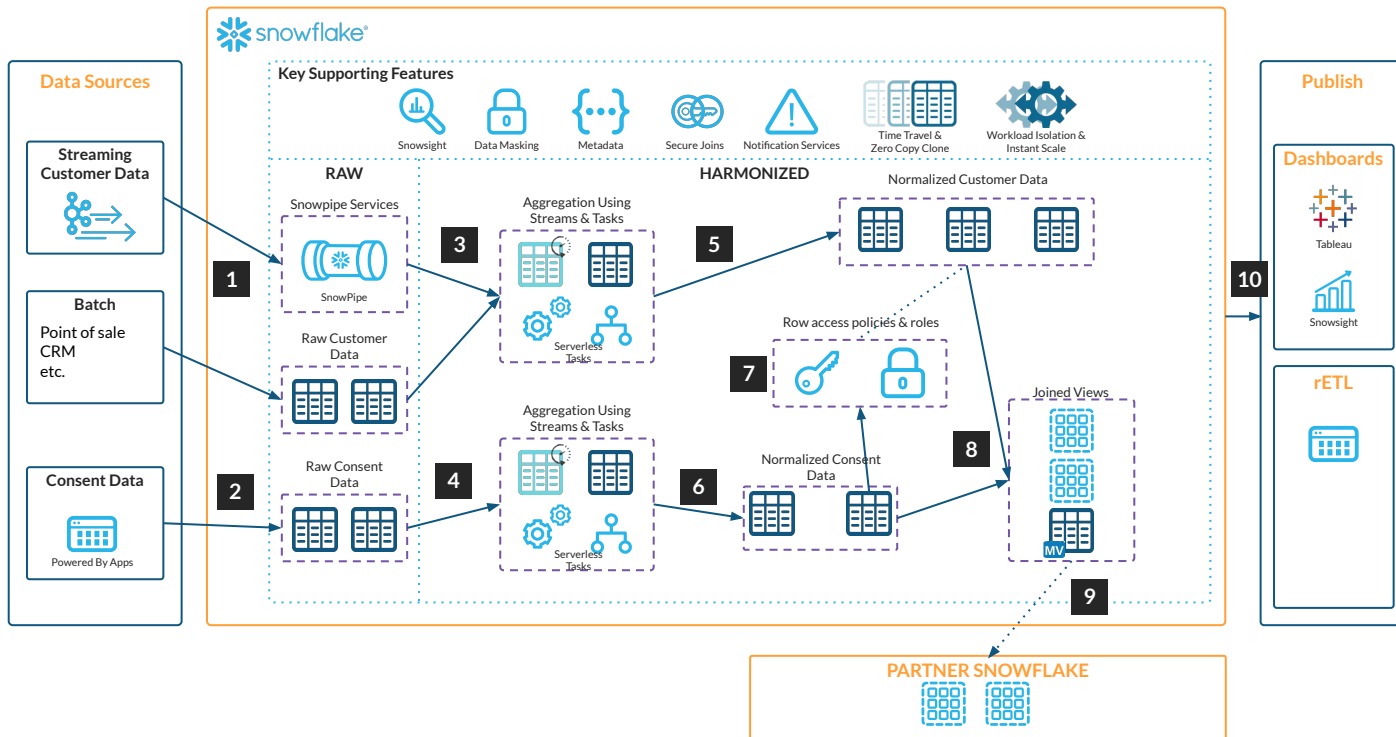 snowflake®
Data Sources
Streaming
Customer Data
Batch
Point of sale
CRM
etc.
Consent Data
Powered By Apps
Key Supporting Features
Snowsight
Data Masking
Metadata
Secure Joins
Notification Services
Time Travel &
Zero Copy Clone
Workload Isolation &
Instant Scale
RAW
Snowpipe Services
SnowPipe
Raw Customer
Data
Raw Consent
Data
1
2
HARMONIZED
3
Aggregation Using
Streams & Tasks
Serverless
Tasks
4
Aggregation Using
Streams & Tasks
Serverless
Tasks
5
Normalized Customer Data
6
Normalized Consent
Data
7
Row access policies & roles
8
Joined Views
MV
9
PARTNER SNOWFLAKE
10
Publish
Dashboards
Tableau
Snowsight
rETL